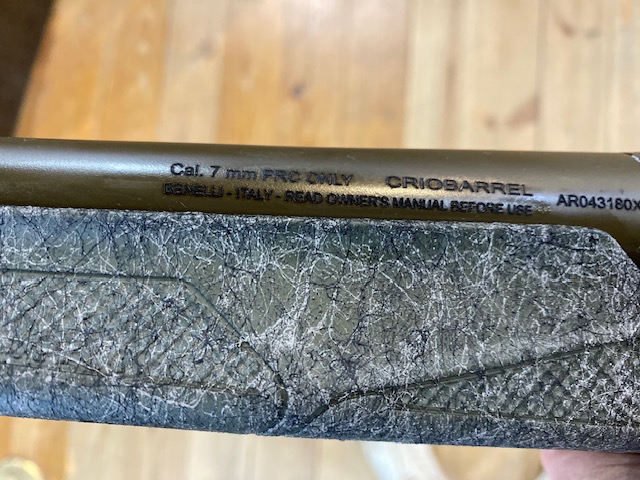 Cal. 7 mm PRC ONLY CRIOBARREL
BENELLI - ITALY - READ OWNER'S MANUAL BEFORE USE AR043180X